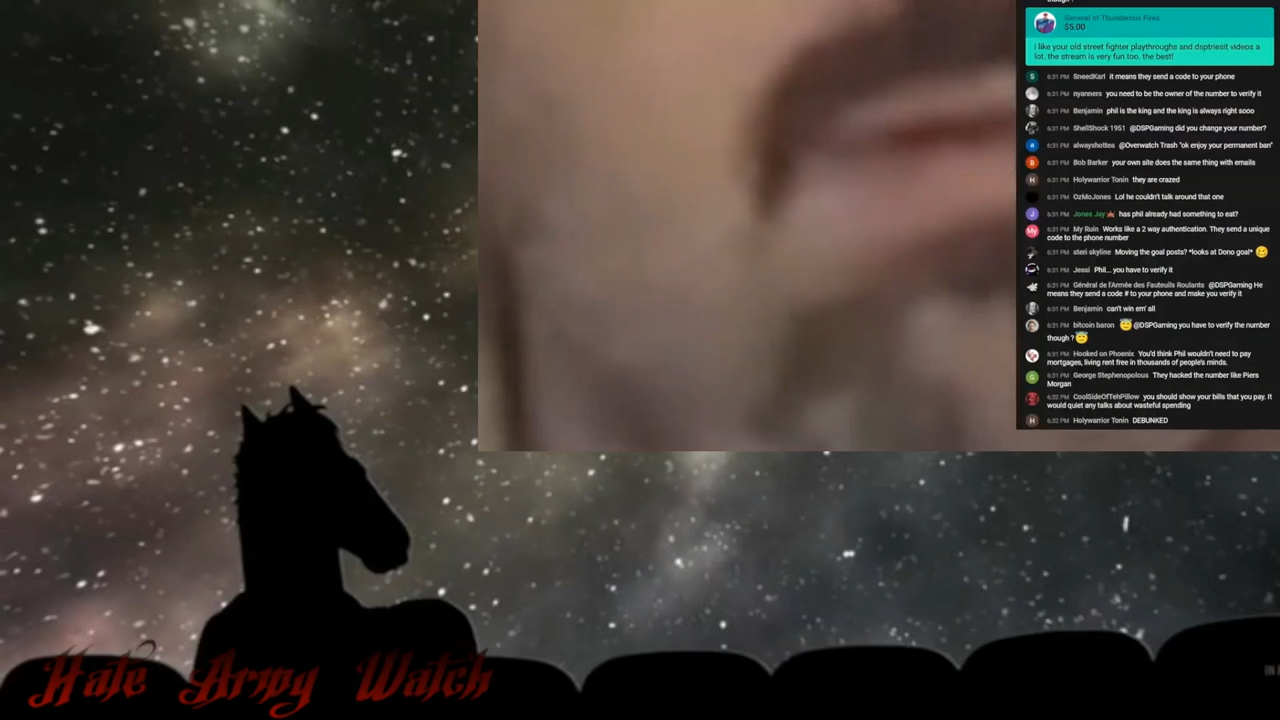 General of Thunderous Fires
$5.00
i like your old street fighter playthroughs and dsptriesit videos a
lot. the stream is very fun too. the best!
S 6:31 PM SneedKarl it means they send a code to your phone
6:31 PM nyanners you need to be the owner of the number to verify it
6:31 PM Benjamin phil is the king and the king is always right sooo
6:31 PM ShellShock 1951 @DSPGaming did you change your number?
a 6:31 PM alwayshottea @Overwatch Trash "ok enjoy your permanent ban"
B 6:31 PM Bob Barker your own site does the same thing with emails
H 6:31 PM Holywarrior Tonin they are crazed
6:31 PM OzMoJones Lol he couldn't talk around that one
J 6:31 PM Jones Jay has phil already had something to eat?
My 6:31 PM My Ruin Works like a 2 way authentication. They send a unique
code to the phone number
6:31 PM steri skyline Moving the goal posts? *looks at Dono goal*
6:31 PM Jessi Phil... you have to verify it
6:31 PM Général de l'Armée des Fauteuils Roulants @DSPGaming He
means they send a code # to your phone and make you verify it
6:31 PM Benjamin can't win em' all
6:31 PM bitcoin baron @DSPGaming you have to verify the number
though ?
6:31 PM Hooked on Phoenix You'd think Phil wouldn't need to pay
mortgages, living rent free in thousands of people's minds.
G 6:31 PM George Stephenopolous They hacked the number like Piers
Morgan
6:32 PM CoolSideOfTehPillow you should show your bills that you pay. It
would quiet any talks about wasteful spending
H 6:32 PM Holywarrior Tonin DEBUNKED
Hate Army Watch